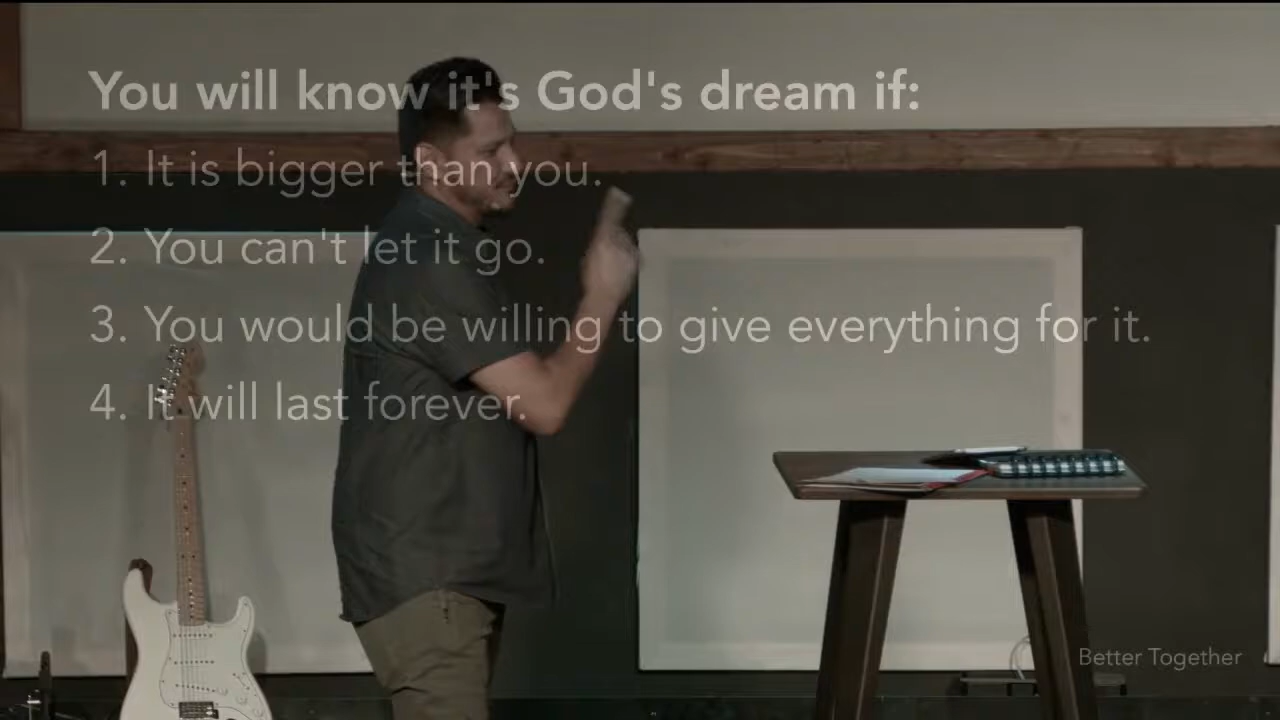 You will know it's God's dream if:
1. It is bigger than you.
2. You can't let it go.
3. You would be willing to give everything for it.
4. It will last forever.
Better Together